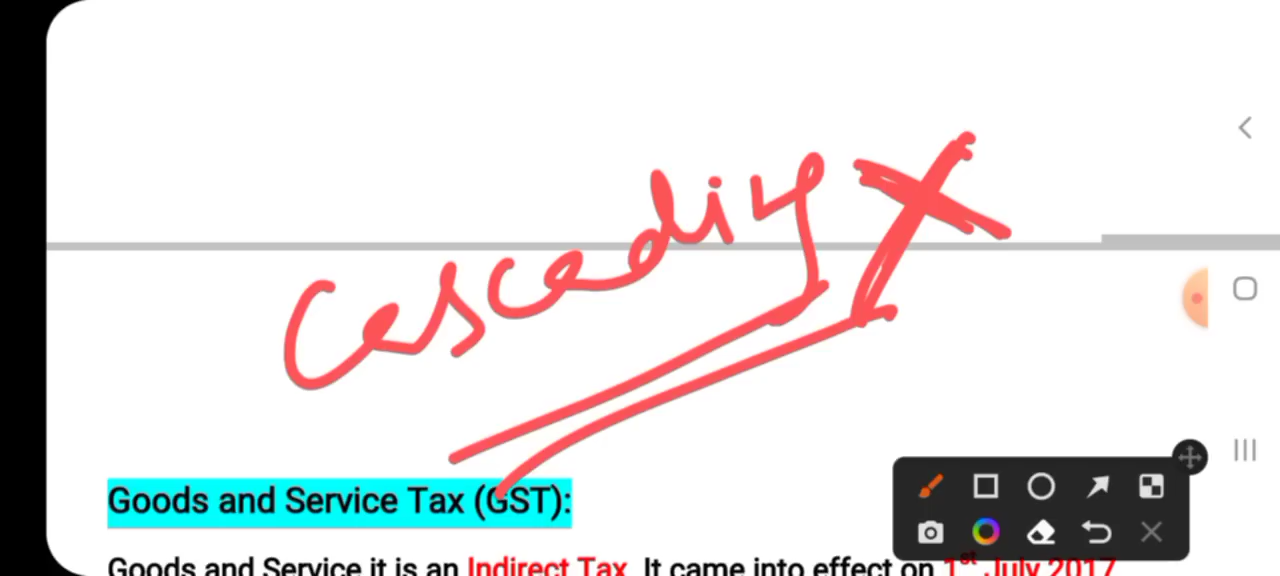 Cascading X
Goods and Service Tax (GST):
Goods and Service it is an Indirect Tax. It came into effect on 1st July 2017